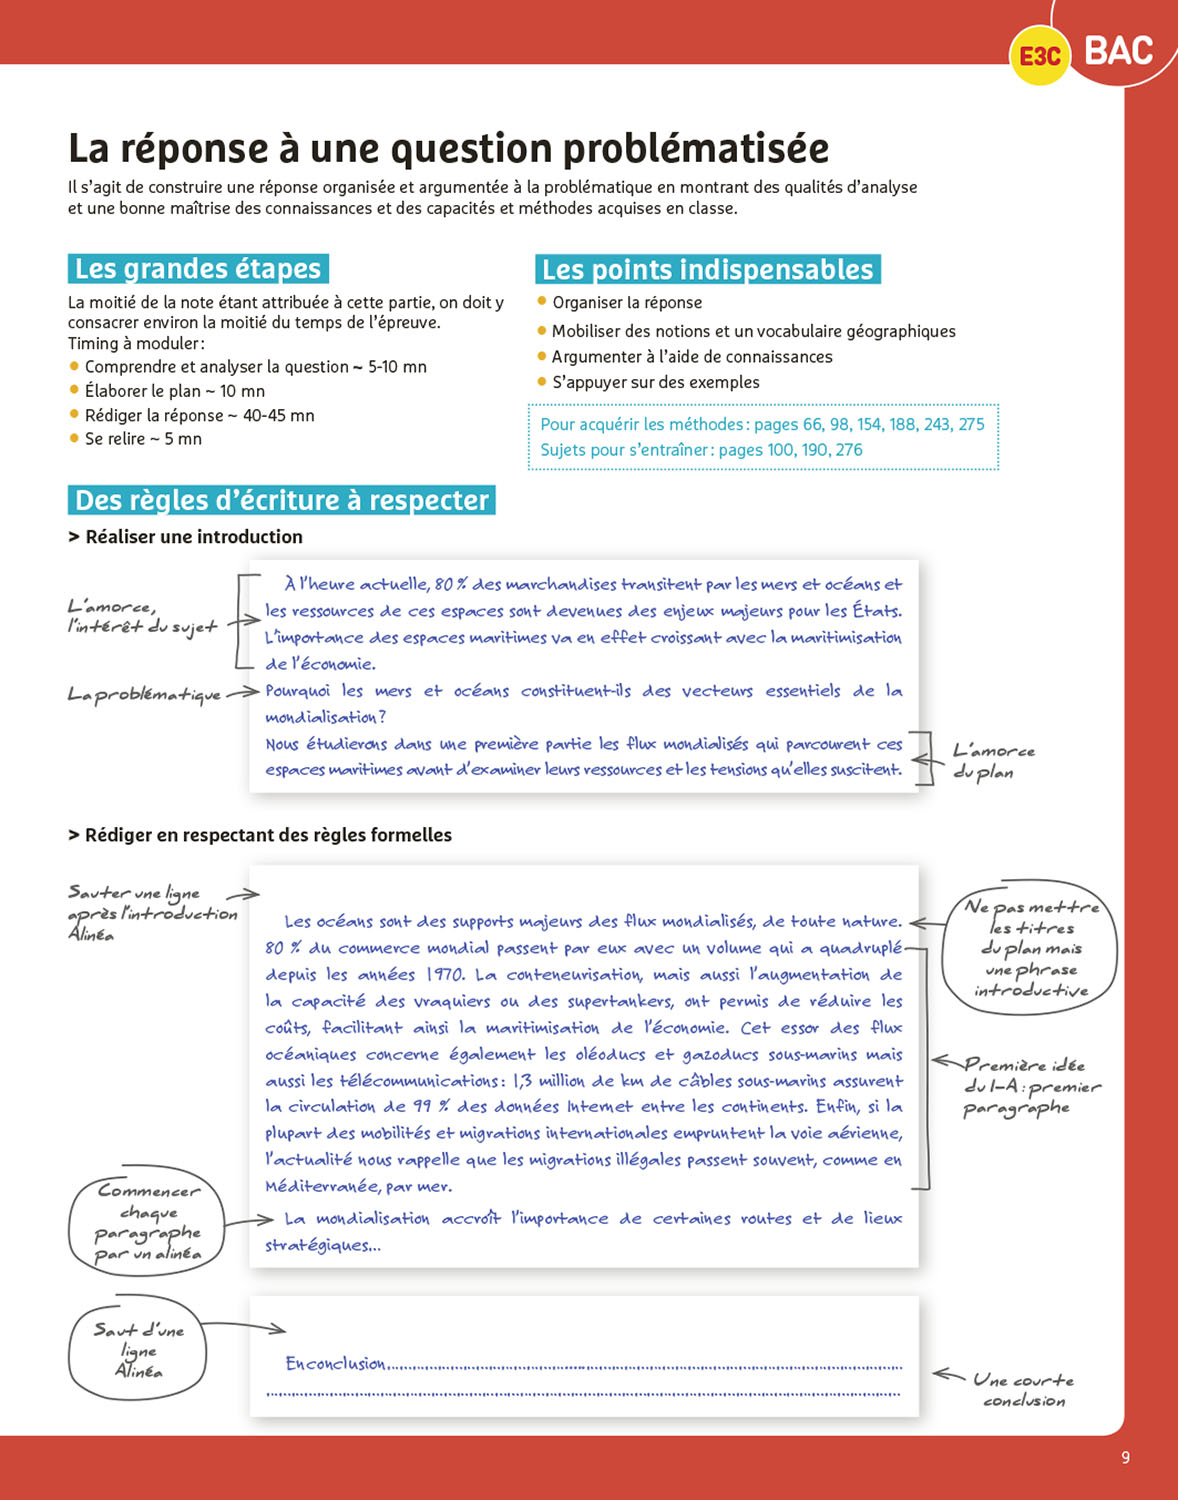 E3C BAC
La réponse à une question problématisée
Il s'agit de construire une réponse organisée et argumentée à la problématique en montrant des qualités d'analyse
et une bonne maîtrise des connaissances et des capacités et méthodes acquises en classe.
Les grandes étapes
La moitié de la note étant attribuée à cette partie, on doit y
consacrer environ la moitié du temps de l'épreuve.
Timing à moduler :
• Comprendre et analyser la question ~ 5-10 mn
• Élaborer le plan ~ 10 mn
• Rédiger la réponse ~ 40-45 mn
• Se relire ~ 5 mn
Les points indispensables
• Organiser la réponse
• Mobiliser des notions et un vocabulaire géographiques
• Argumenter à l'aide de connaissances
• S'appuyer sur des exemples
Pour acquérir les méthodes : pages 66, 98, 154, 188, 243, 275
Sujets pour s'entraîner : pages 100, 190, 276
Des règles d'écriture à respecter
> Réaliser une introduction
L'amorce,
l'intérêt du sujet
À l'heure actuelle, 80 % des marchandises transitent par les mers et océans et
les ressources de ces espaces sont devenues des enjeux majeurs pour les États.
L'importance des espaces maritimes va en effet croissant avec la maritimisation
de l'économie.
La problématique
Pourquoi les mers et océans constituent-ils des vecteurs essentiels de la
mondialisation ?
Nous étudierons dans une première partie les flux mondialisés qui parcourent ces
espaces maritimes avant d'examiner leurs ressources et les tensions qu'elles suscitent.
L'amorce
du plan
> Rédiger en respectant des règles formelles
Sauter une ligne
après l'introduction
Alinéa
Les océans sont des supports majeurs des flux mondialisés, de toute nature.
80 % du commerce mondial passent par eux avec un volume qui a quadruplé
depuis les années 1970. La conteneurisation, mais aussi l'augmentation de
la capacité des vraquiers ou des supertankers, ont permis de réduire les
coûts, facilitant ainsi la maritimisation de l'économie. Cet essor des flux
océaniques concerne également les oléoducs et gazoducs sous-marins mais
aussi les télécommunications : 1,3 million de km de câbles sous-marins assurent
la circulation de 99 % des données Internet entre les continents. Enfin, si la
plupart des mobilités et migrations internationales empruntent la voie aérienne,
l'actualité nous rappelle que les migrations illégales passent souvent, comme en
Méditerranée, par mer.
La mondialisation accroît l'importance de certaines routes et de lieux
stratégiques...
Ne pas mettre
les titres
du plan mais
une phrase
introductive
Première idée
du I-A : premier
paragraphe
Commencer
chaque
paragraphe
par un alinéa
Saut d'une
ligne
Alinéa
En conclusion
Une courte
conclusion
9